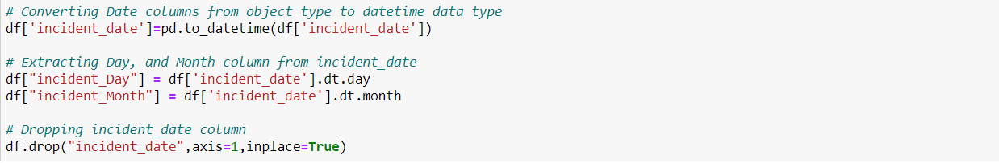 # Converting Date columns from object type to datetime data type
df['incident_date']=pd.to_datetime(df['incident_date'])
# Extracting Day, and Month column from incident_date
df["incident_Day"] = df['incident_date'].dt.day
df["incident_Month"] = df['incident_date'].dt.month
# Dropping incident_date column
df.drop("incident_date",axis=1,inplace=True)